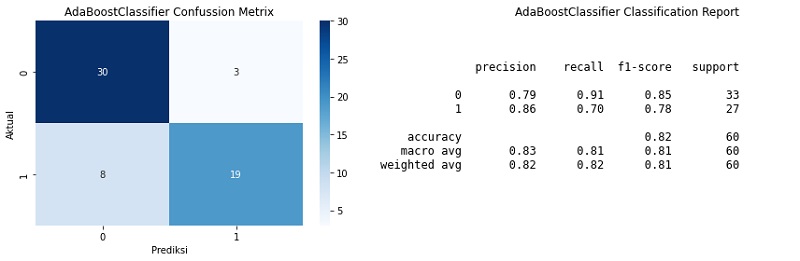 AdaBoostClassifier Confussion Metrix
30
3
8
19
0
1
Aktual
0
1
Prediksi
30
25
20
15
10
5
AdaBoostClassifier Classification Report
precision recall f1-score support
0 0.79 0.91 0.85 33
1 0.86 0.70 0.78 27
accuracy 0.82 60
macro avg 0.83 0.81 0.81 60
weighted avg 0.82 0.82 0.81 60